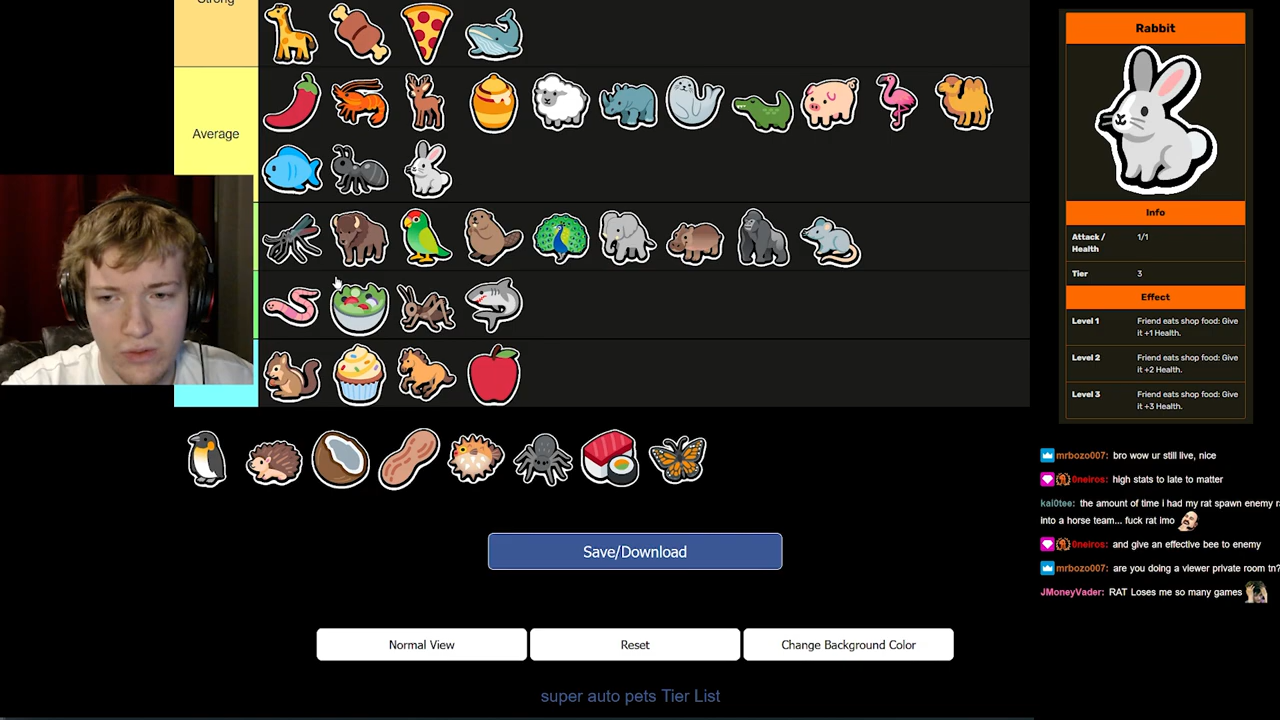 Strong
Rabbit
Average
Info
Attack / 1/1
Health
Tier 3
Effect
Level 1 Friend eats shop food: Give
it +1 Health.
Level 2 Friend eats shop food: Give
it +2 Health.
Level 3 Friend eats shop food: Give
it +3 Health.
mrbozo007: bro wow ur still live, nice
0neiros: high stats to late to matter
kai0tee: the amount of time i had my rat spawn enemy
into a horse team... fuck rat imo
0neiros: and give an effective bee to enemy
mrbozo007: are you doing a viewer private room tn?
JMoneyVader: RAT Loses me so many games
Save/Download
Normal View
Reset
Change Background Color
super auto pets Tier List